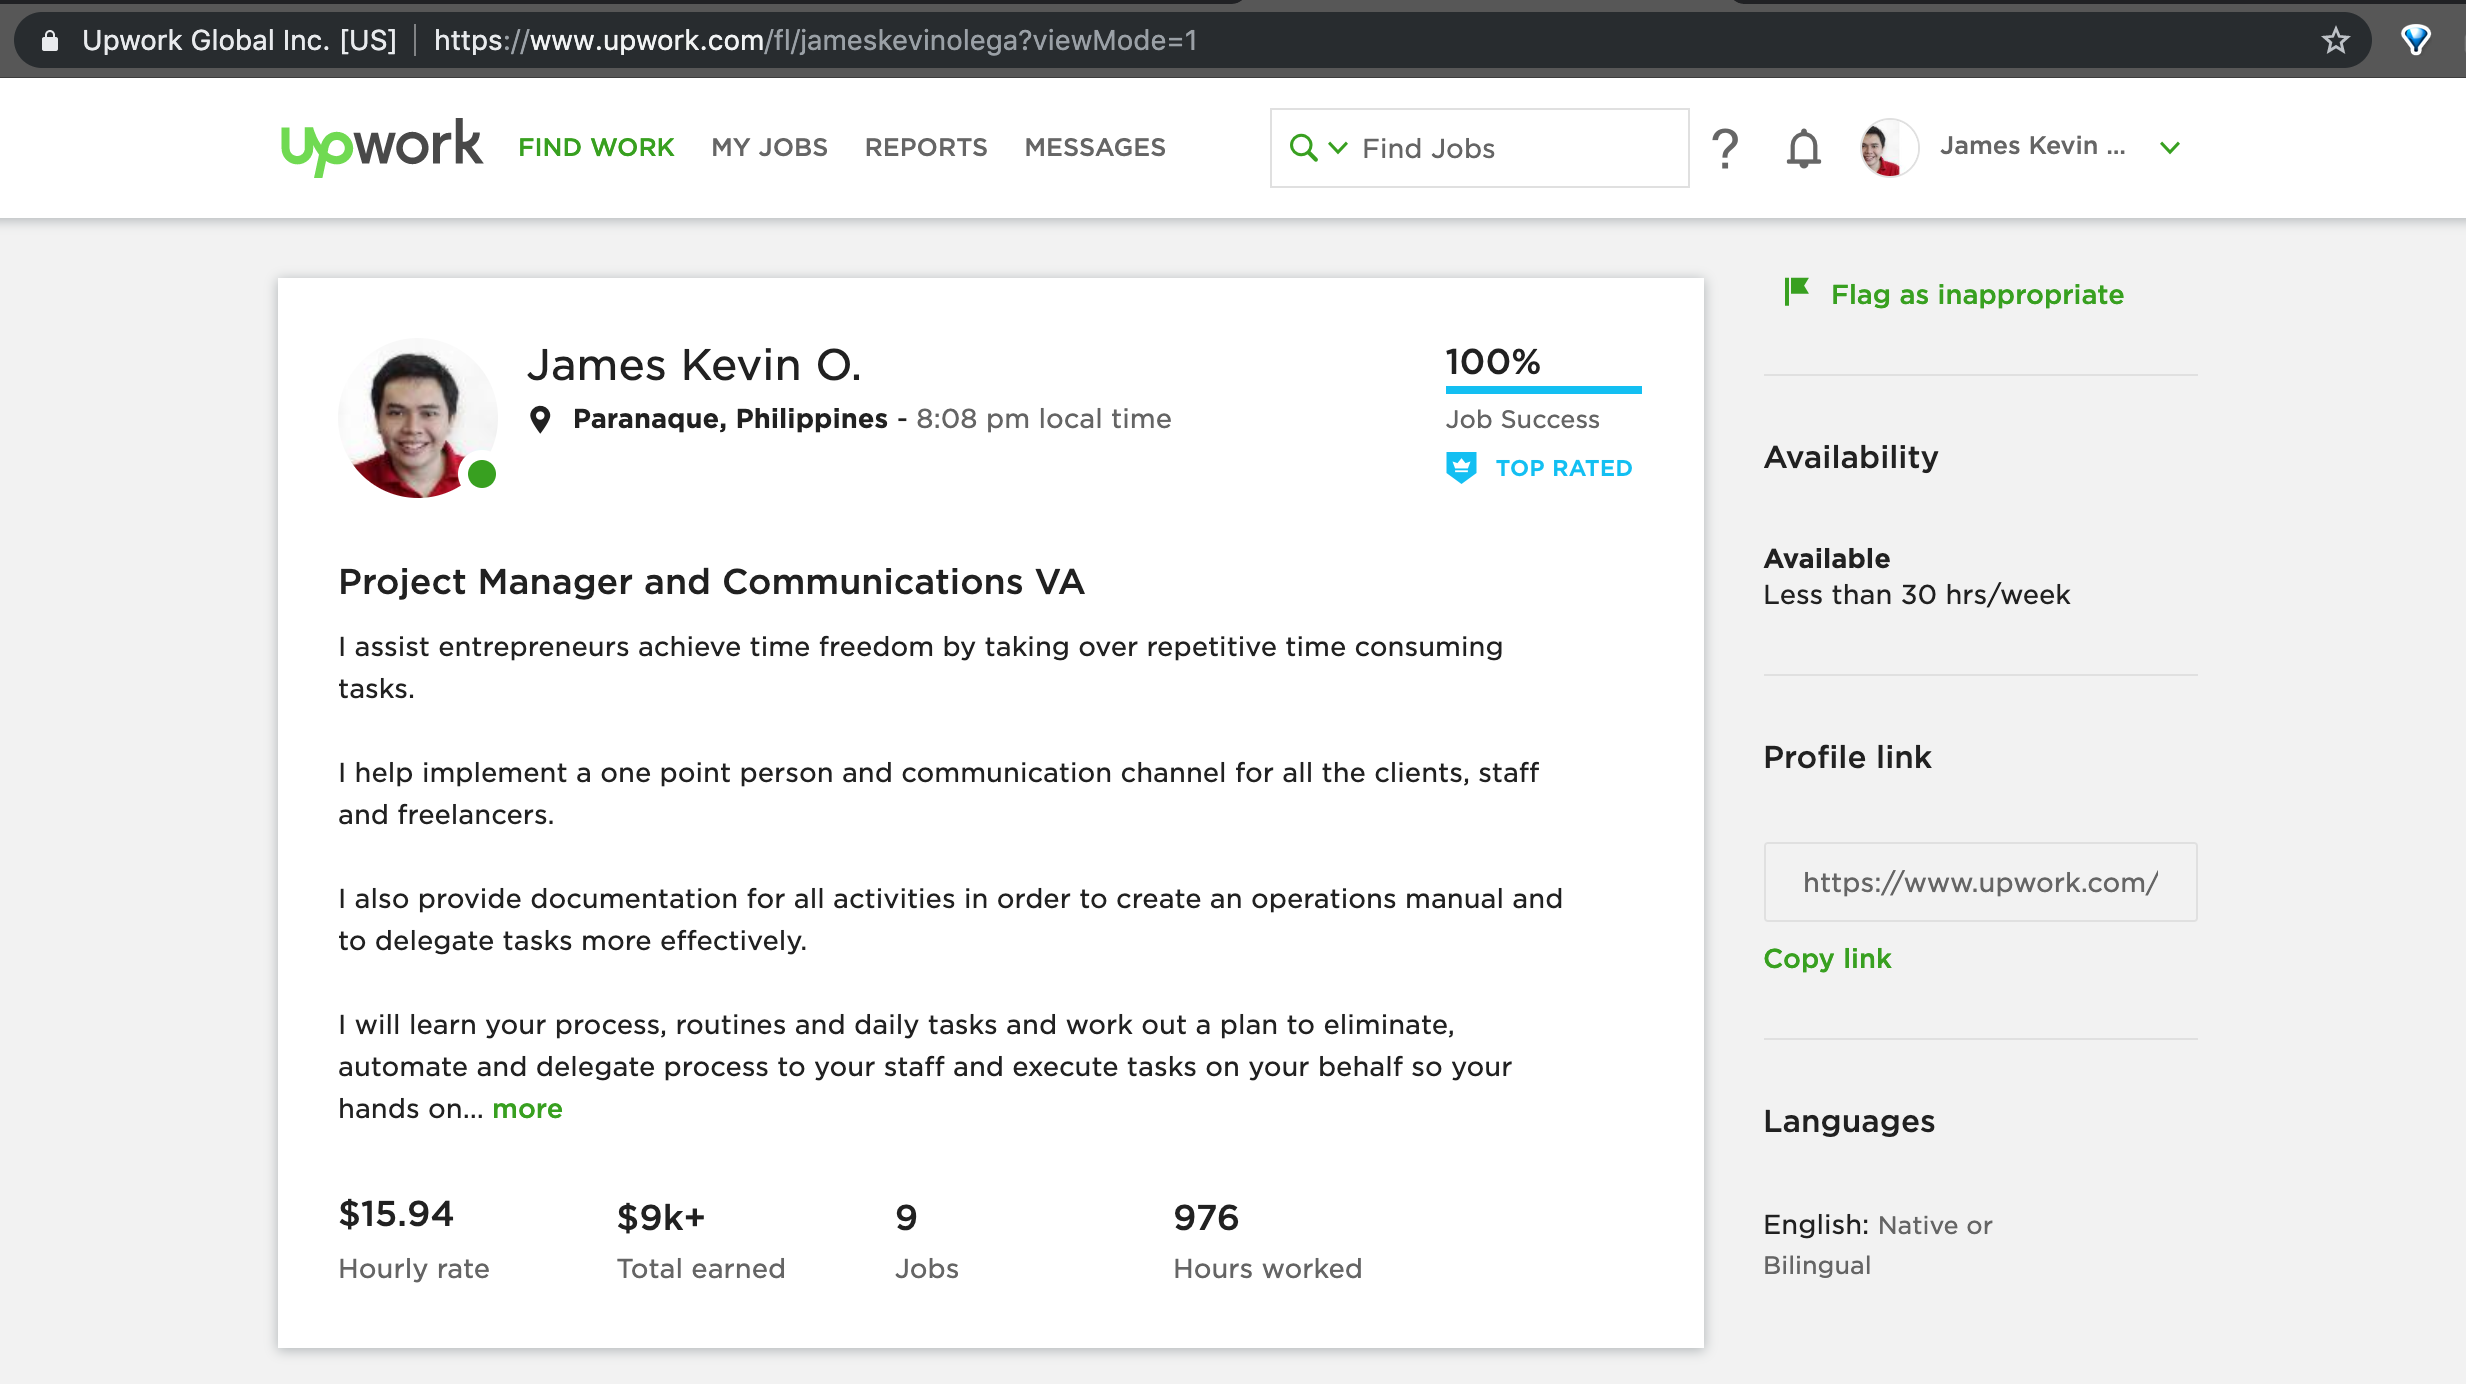 Upwork Global Inc. [US] | https://www.upwork.com/fl/jameskevinolega?viewMode=1
upwork FIND WORK MY JOBS REPORTS MESSAGES Find Jobs ? James Kevin ...
Flag as inappropriate
James Kevin O.
Paranaque, Philippines - 8:08 pm local time
100%
Job Success
TOP RATED
Project Manager and Communications VA
I assist entrepreneurs achieve time freedom by taking over repetitive time consuming
tasks.
I help implement a one point person and communication channel for all the clients, staff
and freelancers.
I also provide documentation for all activities in order to create an operations manual and
to delegate tasks more effectively.
I will learn your process, routines and daily tasks and work out a plan to eliminate,
automate and delegate process to your staff and execute tasks on your behalf so your
hands on... more
$15.94
Hourly rate
$9k+
Total earned
9
Jobs
976
Hours worked
Availability
Available
Less than 30 hrs/week
Profile link
https://www.upwork.com/
Copy link
Languages
English: Native or
Bilingual